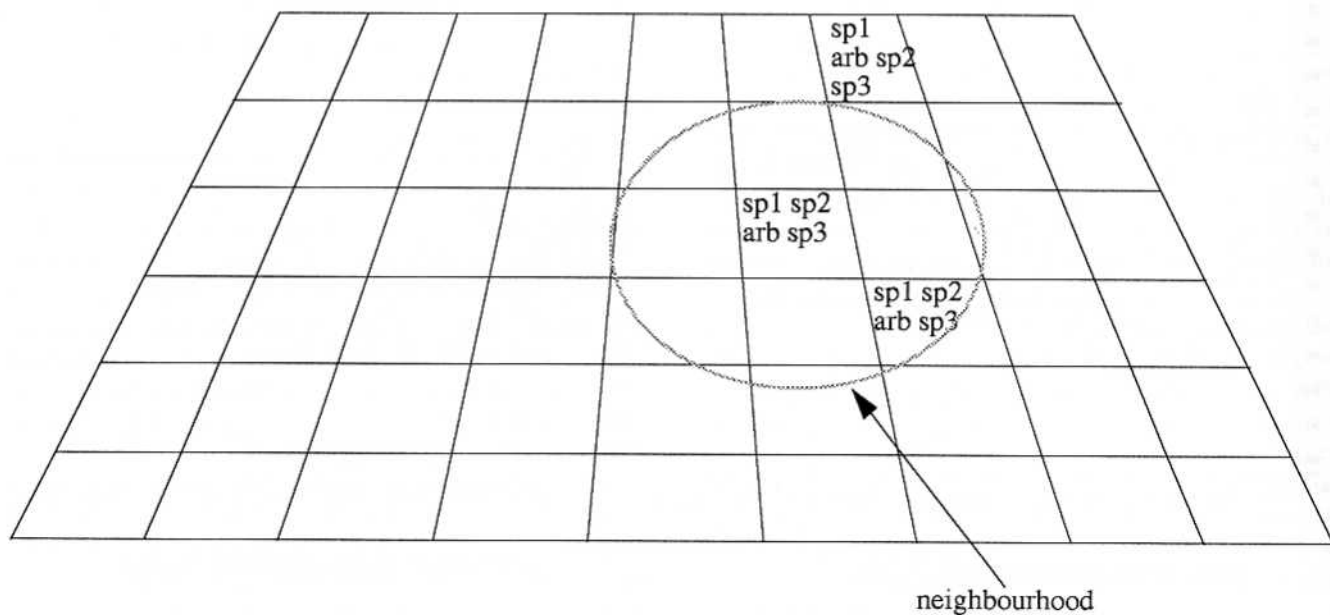 sp1
arb sp2
sp3
sp1 sp2
arb sp3
sp1 sp2
arb sp3
neighbourhood